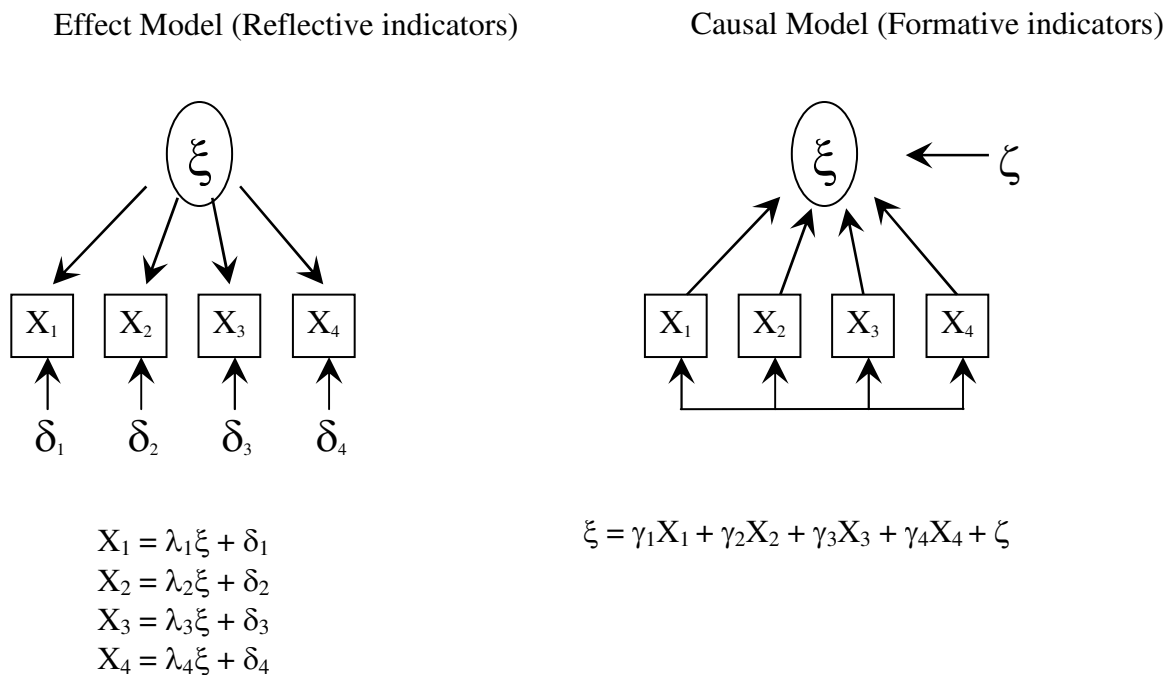 Effect Model (Reflective indicators)
ξ
X₁ X₂ X₃ X₄
δ₁ δ₂ δ₃ δ₄
X₁ = λ₁ξ + δ₁
X₂ = λ₂ξ + δ₂
X₃ = λ₃ξ + δ₃
X₄ = λ₄ξ + δ₄
Causal Model (Formative indicators)
ξ ζ
X₁ X₂ X₃ X₄
ξ = γ₁X₁ + γ₂X₂ + γ₃X₃ + γ₄X₄ + ζ